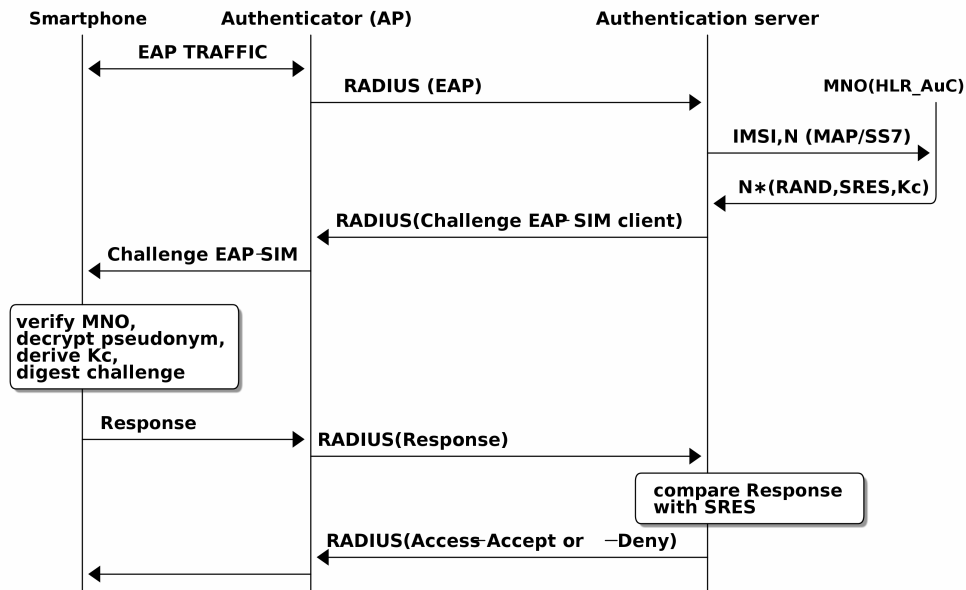 Smartphone
Authenticator (AP)
Authentication server
EAP TRAFFIC
RADIUS (EAP)
MNO(HLR_AuC)
IMSI,N (MAP/SS7)
N*(RAND,SRES,Kc)
RADIUS(Challenge EAP-SIM client)
Challenge EAP-SIM
verify MNO,
decrypt pseudonym,
derive Kc,
digest challenge
Response
RADIUS(Response)
compare Response
with SRES
RADIUS(Access-Accept or -Deny)